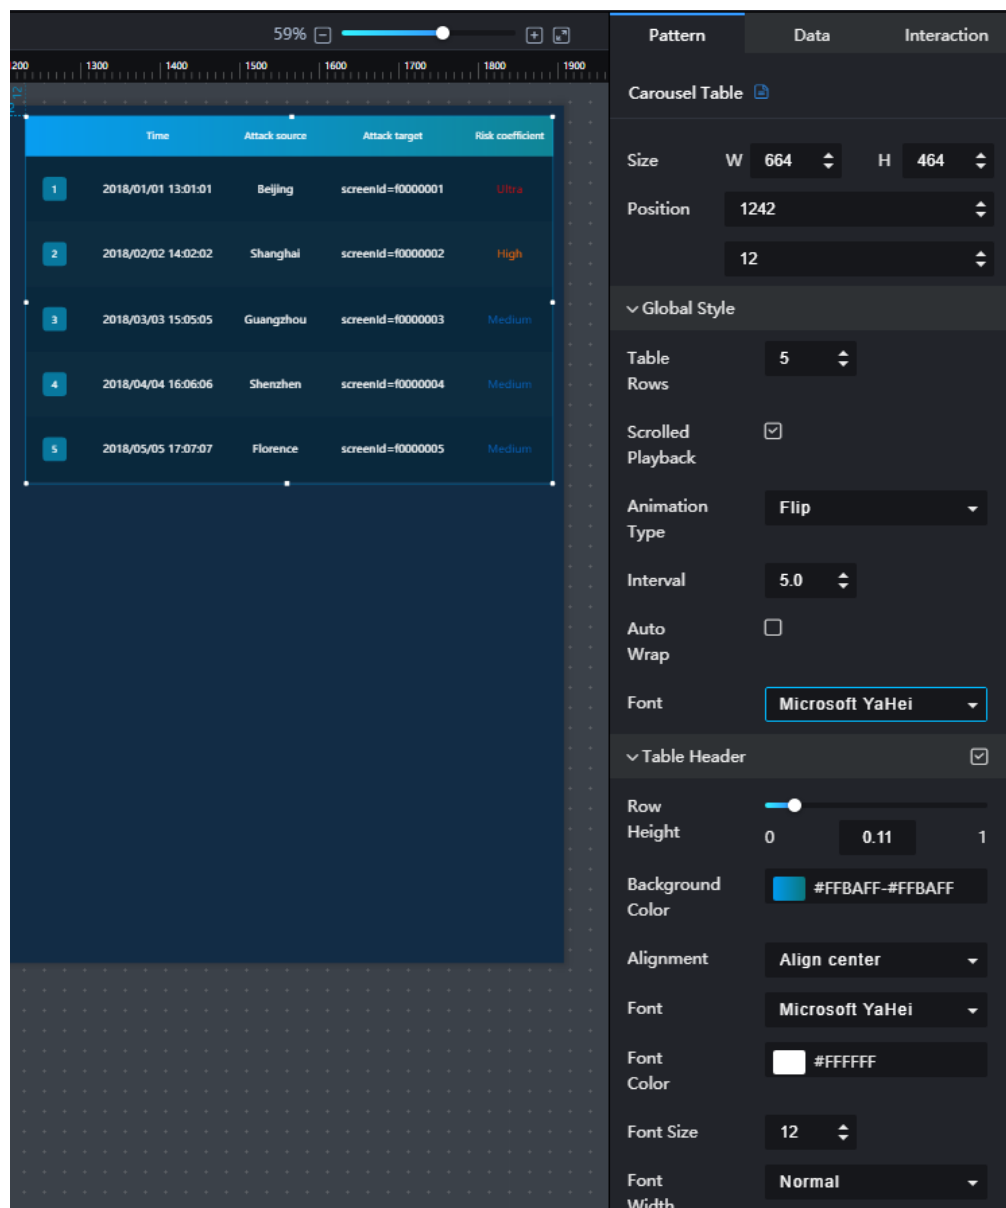 59%
Pattern Data Interaction
1200 1300 1400 1500 1600 1700 1800 1900
Carousel Table
12
Time Attack source Attack target Risk coefficient
1 2018/01/01 13:01:01 Beijing screenId=f0000001 Ultra
2 2018/02/02 14:02:02 Shanghai screenId=f0000002 High
3 2018/03/03 15:05:05 Guangzhou screenId=f0000003 Medium
4 2018/04/04 16:06:06 Shenzhen screenId=f0000004 Medium
5 2018/05/05 17:07:07 Florence screenId=f0000005 Medium
Size W 664 H 464
Position 1242
12
Global Style
Table
Rows
5
Scrolled
Playback
Animation
Type
Flip
Interval 5.0
Auto
Wrap
Font Microsoft YaHei
Table Header
Row
Height
0 0.11 1
Background
Color
#FFBAFF-#FFBAFF
Alignment Align center
Font Microsoft YaHei
Font
Color
#FFFFFF
Font Size 12
Font
Width
Normal